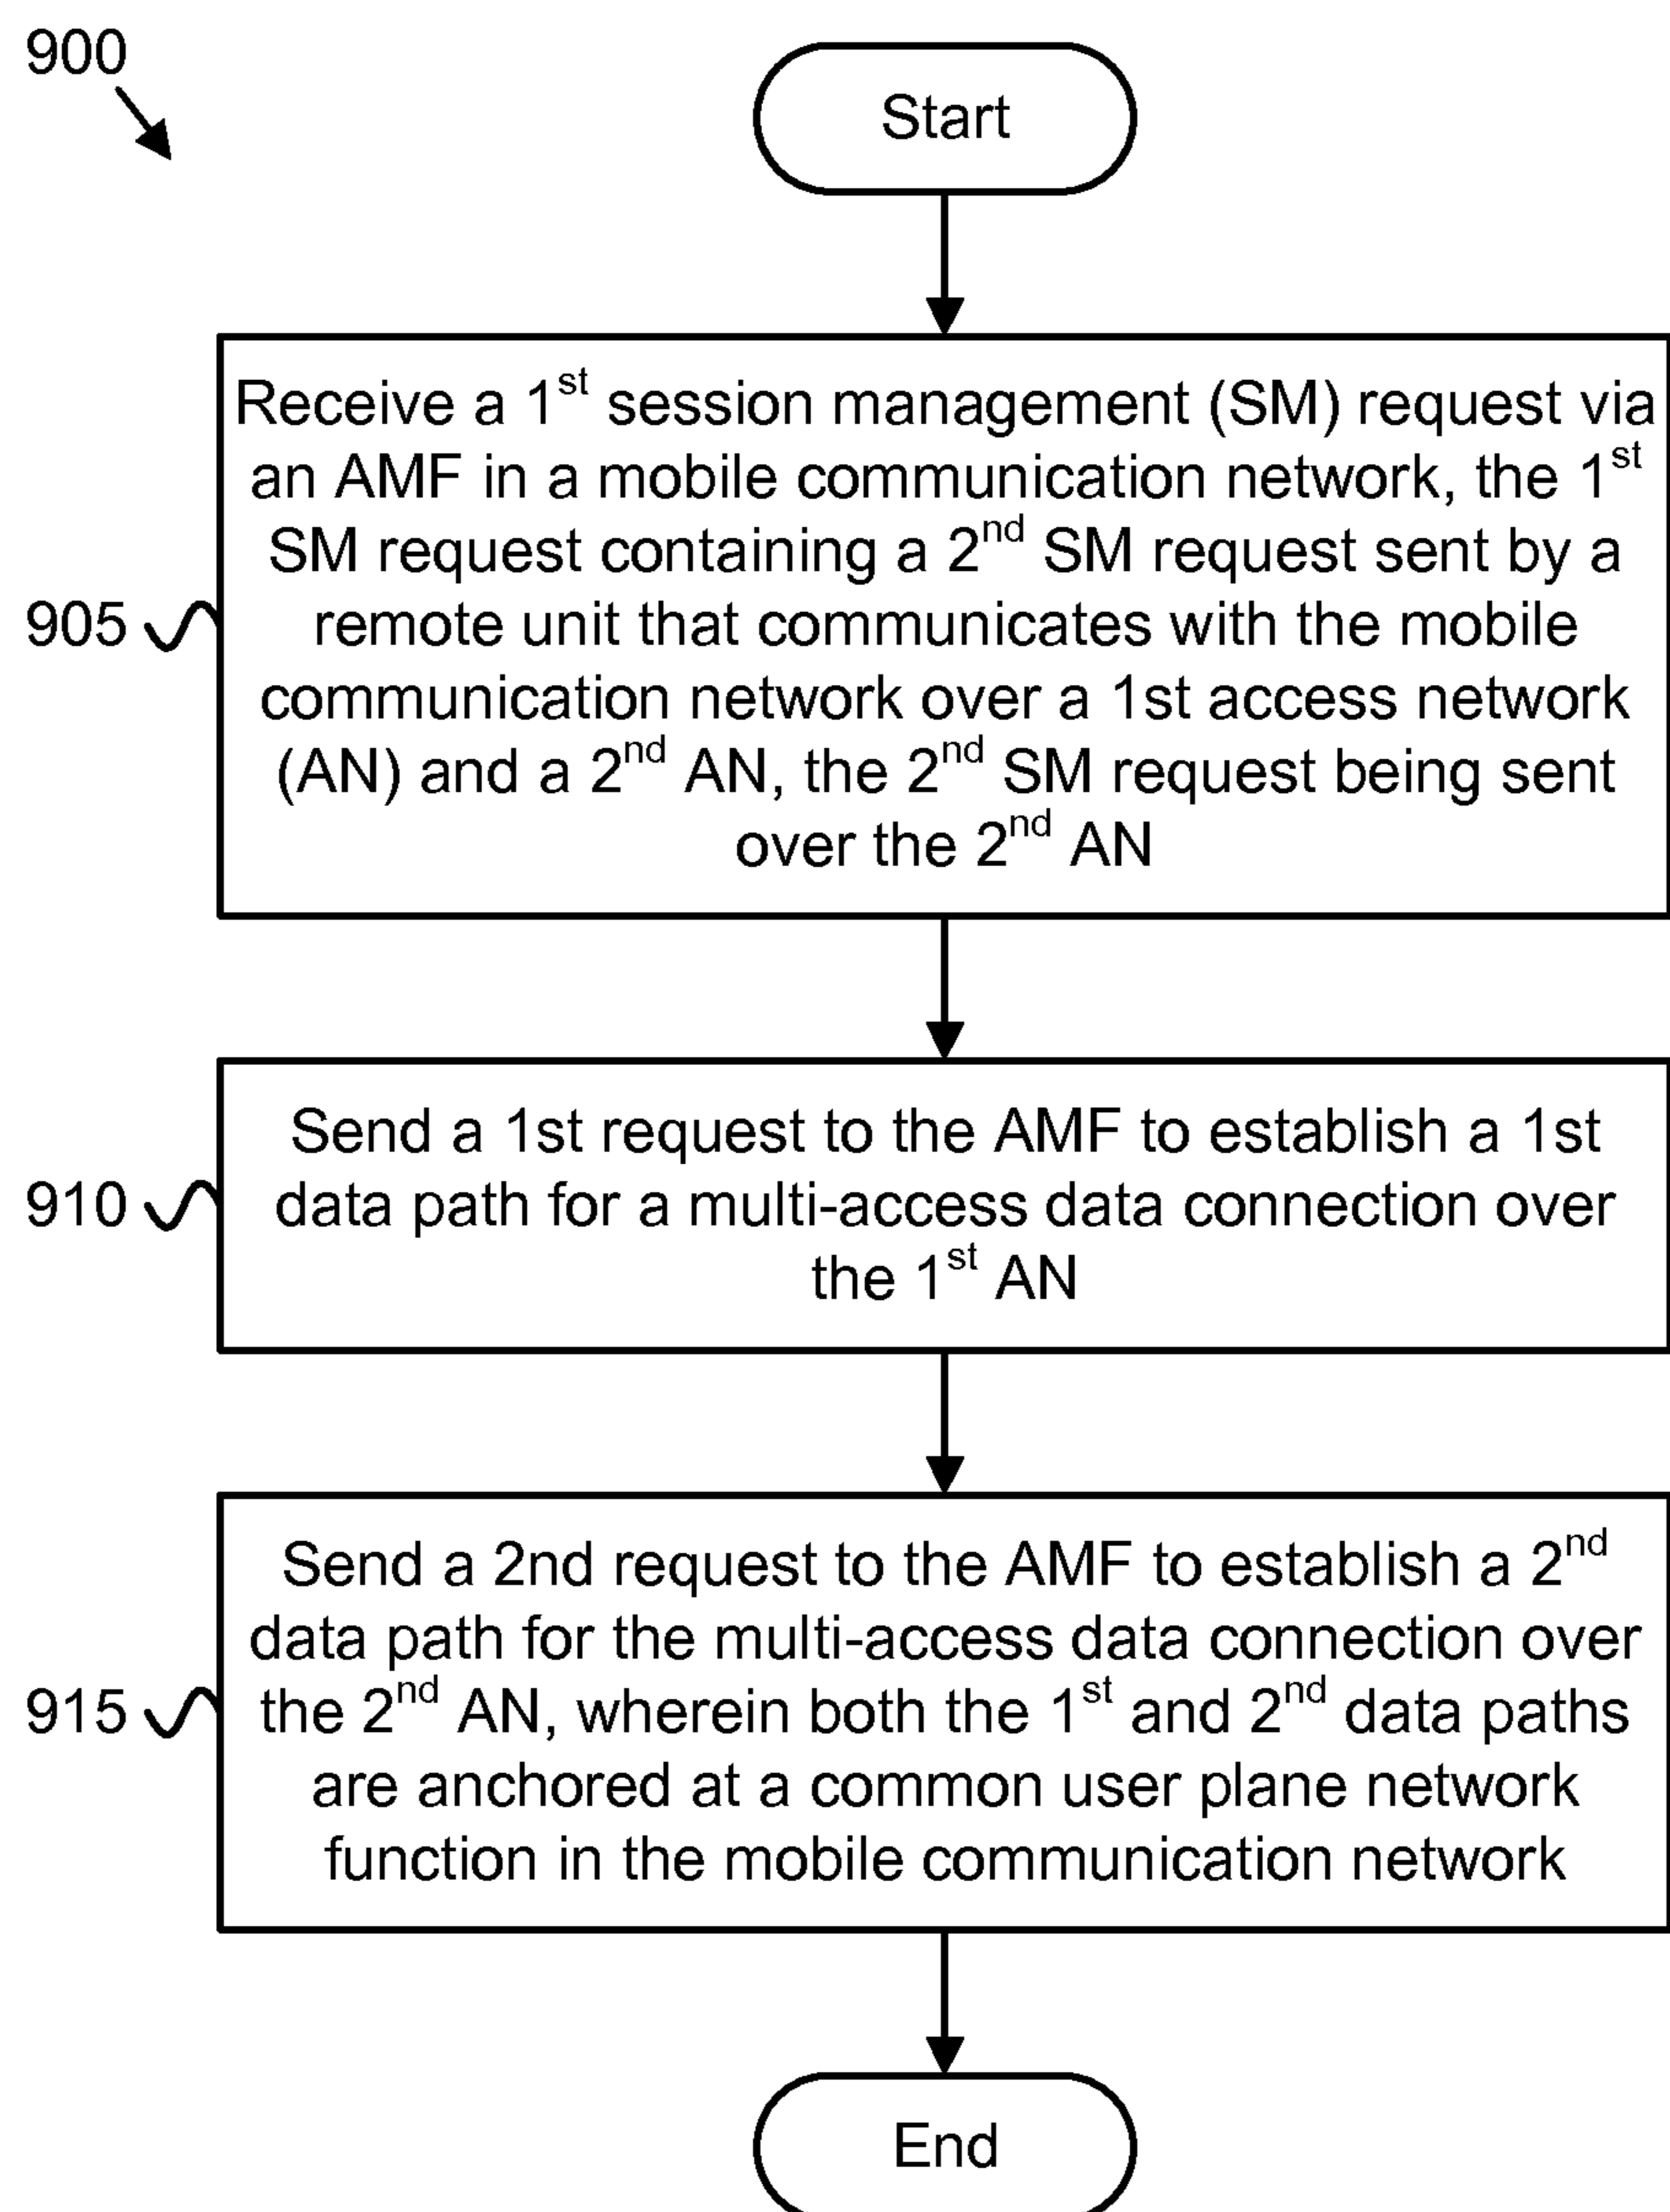 900
Start
Receive a 1st session management (SM) request via
an AMF in a mobile communication network, the 1st
SM request containing a 2nd SM request sent by a
905
remote unit that communicates with the mobile
communication network over a 1st access network
(AN) and a 2nd AN, the 2nd SM request being sent
over the 2nd AN
Send a 1st request to the AMF to establish a 1st
910
data path for a multi-access data connection over
the 1st AN
Send a 2nd request to the AMF to establish a 2nd
data path for the multi-access data connection over
915
the 2nd AN, wherein both the 1st and 2nd data paths
are anchored at a common user plane network
function in the mobile communication network
End